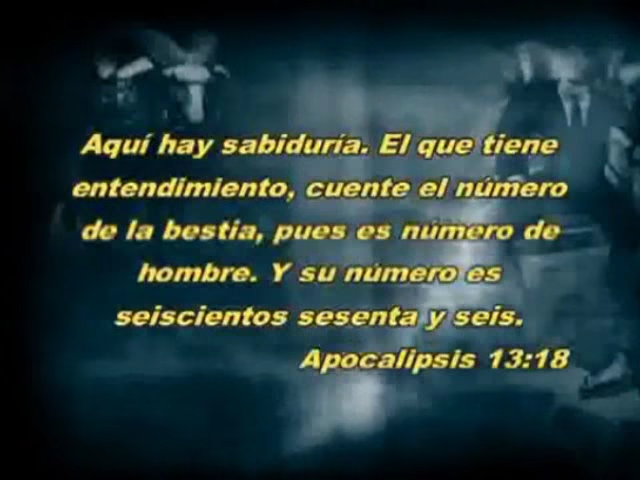 Aquí hay sabiduría. El que tiene
entendimiento, cuente el número
de la bestia, pues es número de
hombre. Y su número es
seiscientos sesenta y seis.
Apocalipsis 13:18